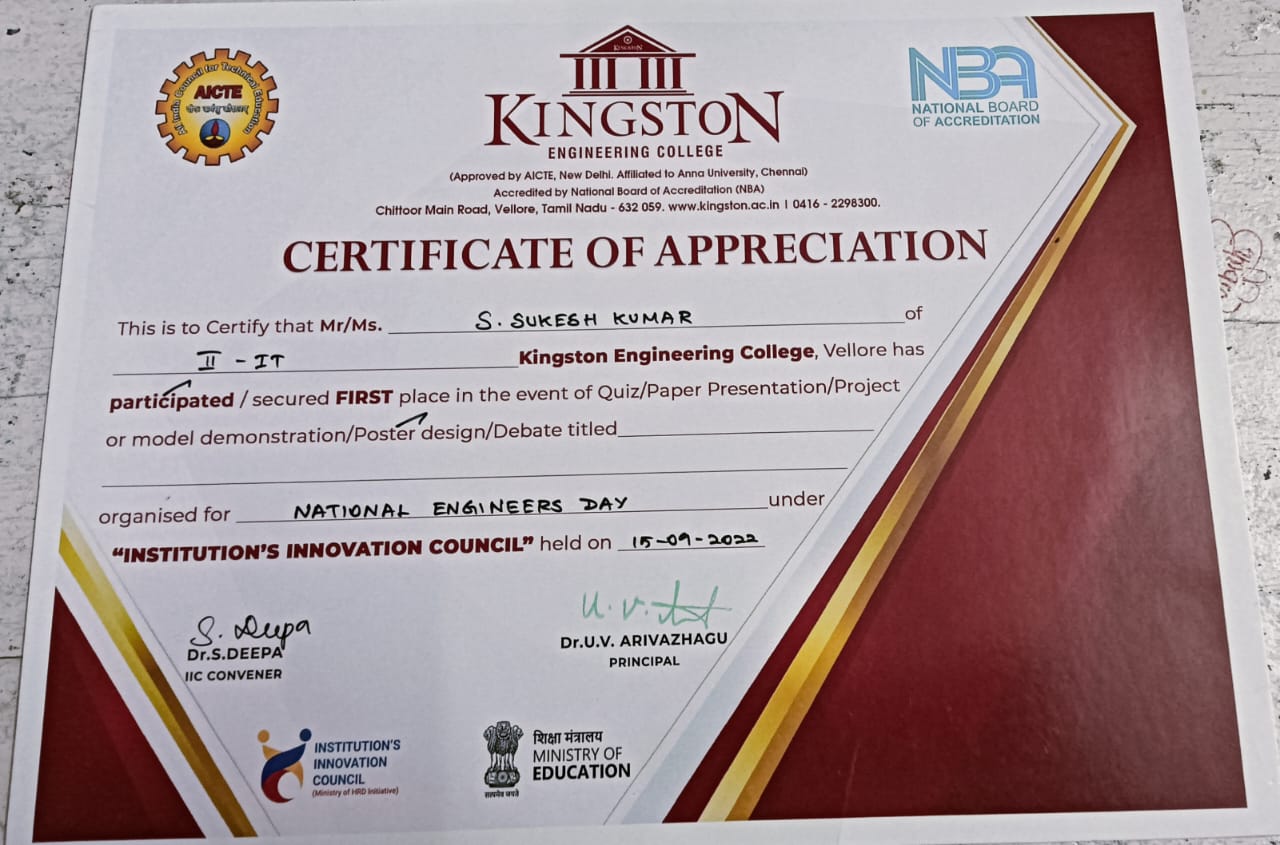 All India Council for Technical Education
AICTE
KINGSTON
KINGSTON
ENGINEERING COLLEGE
(Approved by AICTE, New Delhi. Affiliated to Anna University, Chennai)
Accredited by National Board of Accreditation (NBA)
Chittoor Main Road, Vellore, Tamil Nadu - 632 059. www.kingston.ac.in I 0416 - 2298300.
NBA
NATIONAL BOARD
OF ACCREDITATION
CERTIFICATE OF APPRECIATION
This is to Certify that Mr/Ms. S. SUKESH KUMAR of
II - IT Kingston Engineering College, Vellore has
participated / secured FIRST place in the event of Quiz/Paper Presentation/Project
or model demonstration/Poster design/Debate titled
organised for NATIONAL ENGINEERS DAY under
“INSTITUTION’S INNOVATION COUNCIL” held on 15-09-2022
S. Deepa
Dr.S.DEEPA
IIC CONVENER
Dr.U.V. ARIVAZHAGU
PRINCIPAL
INSTITUTION'S
INNOVATION
COUNCIL
(Ministry of HRD Initiative)
शिक्षा मंत्रालय
MINISTRY OF
EDUCATION
सत्यमेव जयते